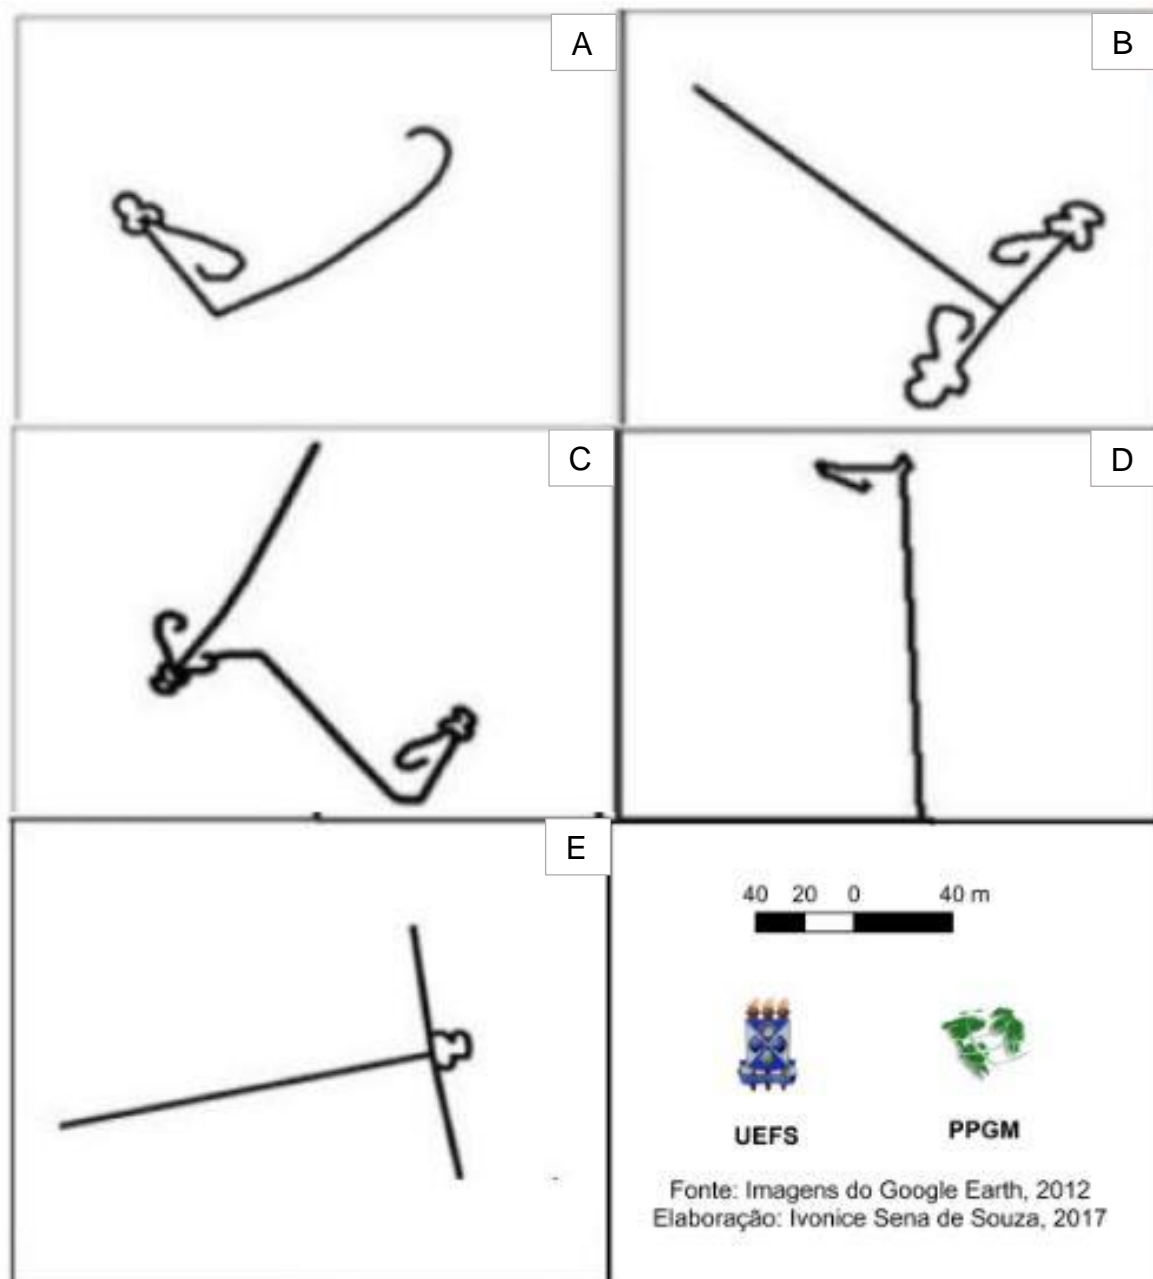 A
B
C
D
E
40 20 0 40 m
UEFS
PPGM
Fonte: Imagens do Google Earth, 2012
Elaboração: Ivonice Sena de Souza, 2017